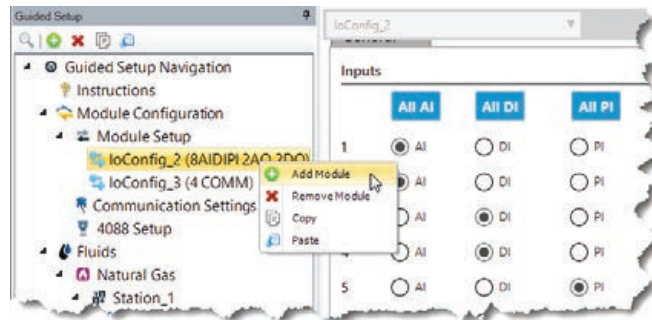 Guided Setup
IoConfig_2
Guided Setup Navigation
Instructions
Module Configuration
Module Setup
IoConfig_2 (8AIDIPI 2AO 2DO)
IoConfig_3 (4 COMM)
Communication Settings
4088 Setup
Fluids
Natural Gas
Station_1
Add Module
Remove Module
Copy
Paste
Inputs
All AI All DI All PI
1 AI DI PI
AI DI PI
AI DI PI
AI DI PI
5 AI DI PI